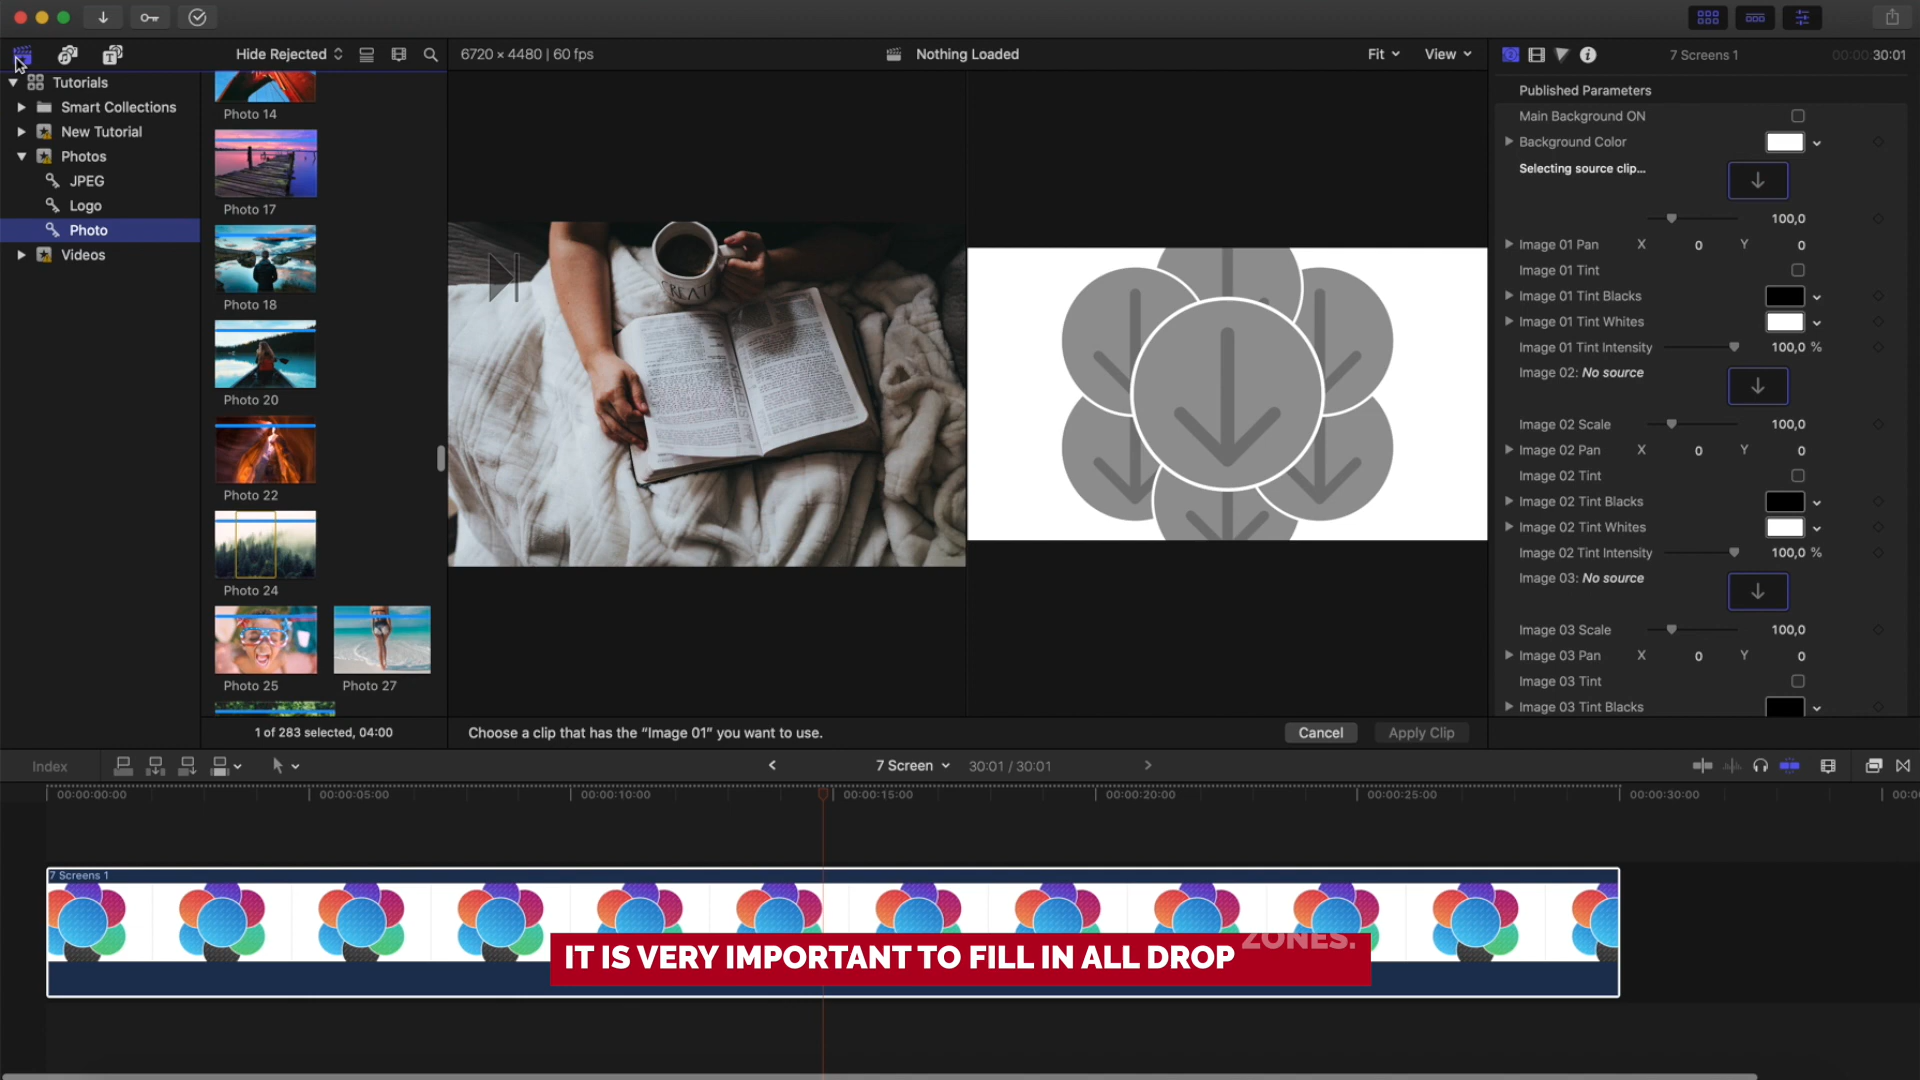 Hide Rejected
6720 × 4480 | 60 fps
Nothing Loaded
Fit
View
7 Screens 1
00:00:30:01
Tutorials
Smart Collections
New Tutorial
Photos
JPEG
Logo
Photo
Videos
Photo 14
Photo 17
Photo 18
Photo 20
Photo 22
Photo 24
Photo 25
Photo 27
CREATE
Published Parameters
Main Background ON
Background Color
Selecting source clip...
100,0
Image 01 Pan X 0 Y 0
Image 01 Tint
Image 01 Tint Blacks
Image 01 Tint Whites
Image 01 Tint Intensity 100,0 %
Image 02: No source
Image 02 Scale 100,0
Image 02 Pan X 0 Y 0
Image 02 Tint
Image 02 Tint Blacks
Image 02 Tint Whites
Image 02 Tint Intensity 100,0 %
Image 03: No source
Image 03 Scale 100,0
Image 03 Pan X 0 Y 0
Image 03 Tint
Image 03 Tint Blacks
1 of 283 selected, 04:00
Choose a clip that has the “Image 01” you want to use.
Cancel
Apply Clip
Index
7 Screen
30:01 / 30:01
00:00:00:00
00:00:05:00
00:00:10:00
00:00:15:00
00:00:20:00
00:00:25:00
00:00:30:00
7 Screens 1
IT IS VERY IMPORTANT TO FILL IN ALL DROP ZONES.